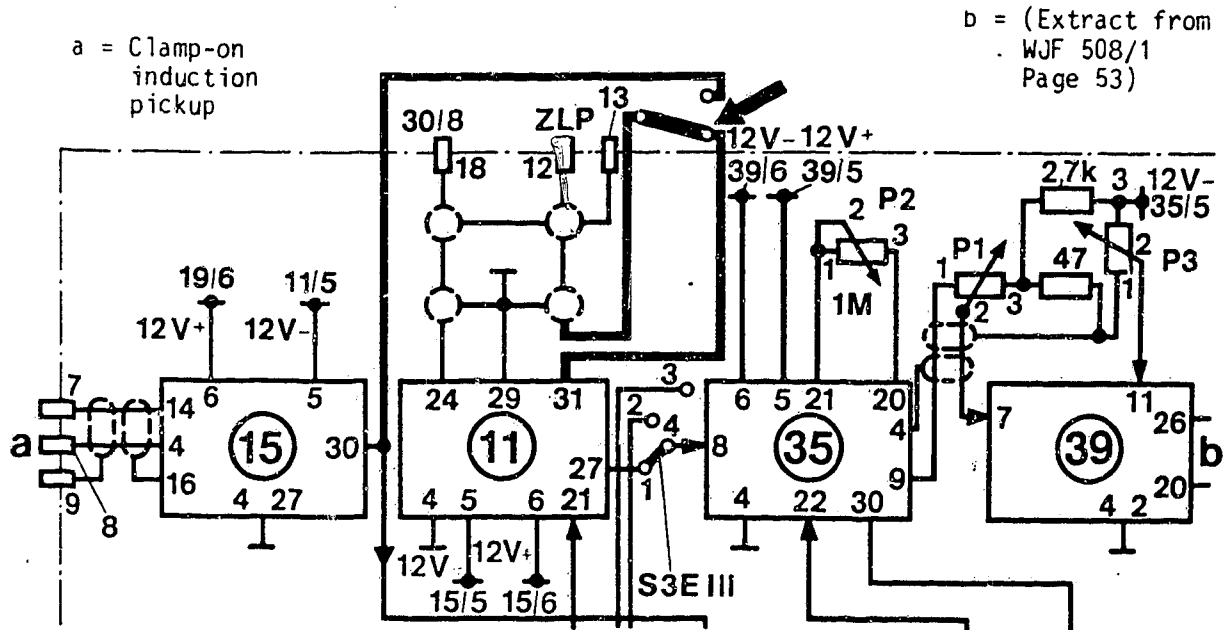 a = Clamp-on
induction
pickup
b = (Extract from
. WJF 508/1
Page 53)
30/8
ZLP
13
18
12
12V- 12V+
39/6 39/5
2,7k
3
12V-
35/5
2
P2
3
1
1M
P1
1
3
2
47
2
P3
1
19/6
11/5
12V+
12V-
7
a
9
8
14
4
16
6
5
15
30
4 27
24
29
31
11
27
4
5
6
21
12V
12V+
15/5
15/6
3
2
4
1
S3E III
6
5
21
20
8
35
4
9
4
22
30
7
11
39
26
20
b
4 2